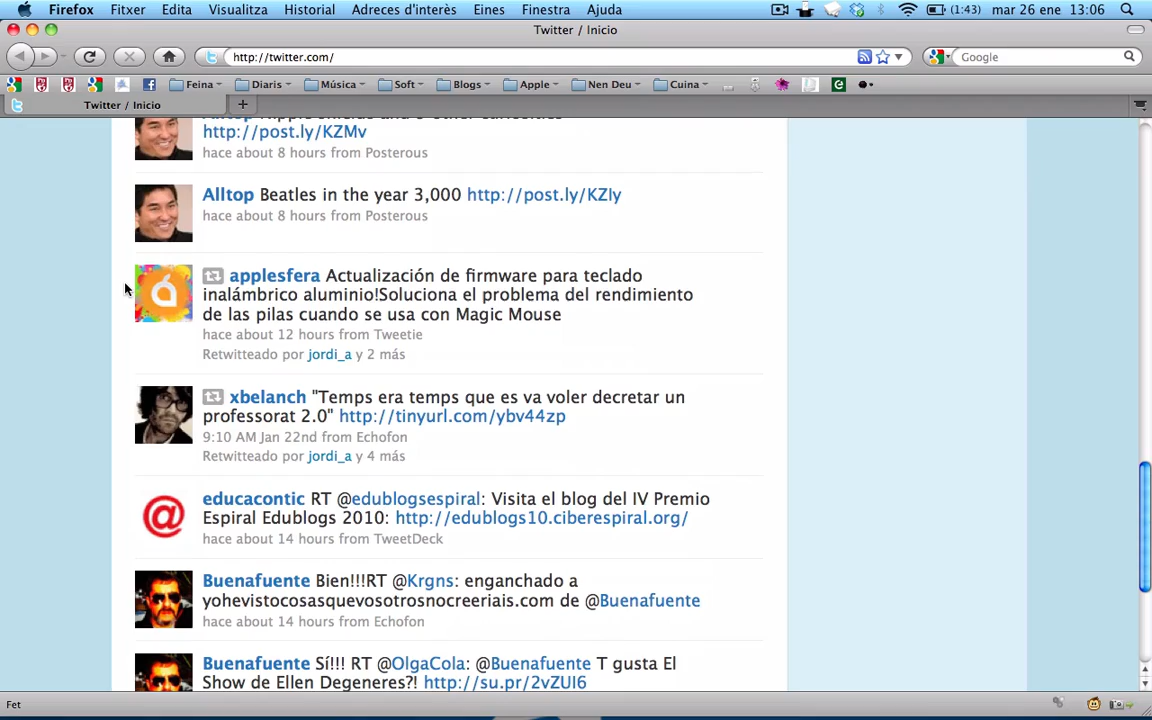 Firefox Fitxer Edita Visualitza Historial Adreces d'interès Eines Finestra Ajuda (1:43) mar 26 ene 13:06
Twitter / Inicio
http://twitter.com/ Google
Feina Diaris Música Soft Blogs Apple Nen Deu Cuina
Twitter / Inicio
http://post.ly/KZMv
hace about 8 hours from Posterous
Alltop Beatles in the year 3,000 http://post.ly/KZIy
hace about 8 hours from Posterous
applesfera Actualización de firmware para teclado
inalámbrico aluminio!Soluciona el problema del rendimiento
de las pilas cuando se usa con Magic Mouse
hace about 12 hours from Tweetie
Retwitteado por jordi_a y 2 más
xbelanch "Temps era temps que es va voler decretar un
professorat 2.0" http://tinyurl.com/ybv44zp
9:10 AM Jan 22nd from Echofon
Retwitteado por jordi_a y 4 más
educacontic RT @edublogsespiral: Visita el blog del IV Premio
Espiral Edublogs 2010: http://edublogs10.ciberespiral.org/
hace about 14 hours from TweetDeck
Buenafuente Bien!!!RT @Krgns: enganchado a
yohevistocosasquevosotrosnocreeriais.com de @Buenafuente
hace about 14 hours from Echofon
Buenafuente Sí!!! RT @OlgaCola: @Buenafuente T gusta El
Show de Ellen Degeneres?! http://su.pr/2vZUI6
Fet